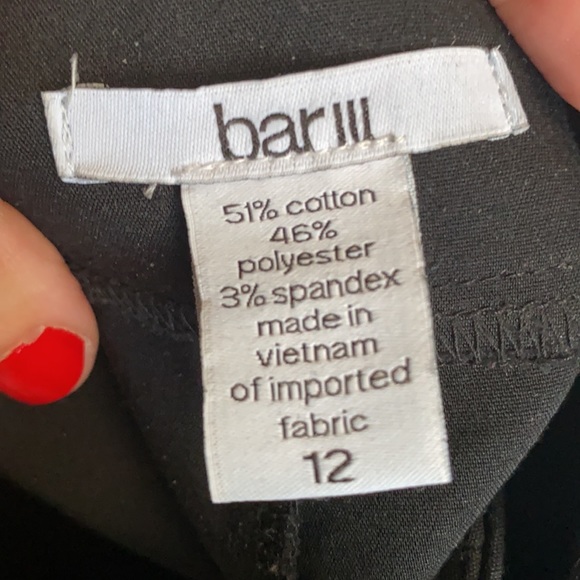 bar III
51% cotton
46%
polyester
3% spandex
made in
vietnam
of imported
fabric
12